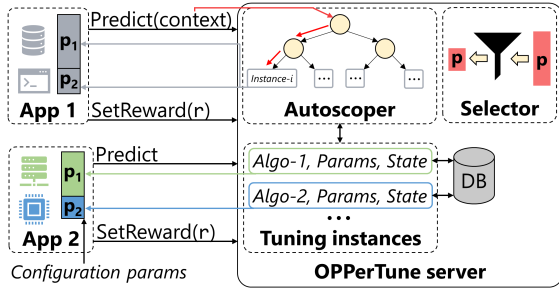 Predict(context)
p1
p2
App 1
SetReward(r)
Instance-i
...
...
...
Autoscoper
p
p
Selector
Predict
p1
p2
App 2
SetReward(r)
Configuration params
Algo-1, Params, State
Algo-2, Params, State
...
Tuning instances
DB
OPPerTune server